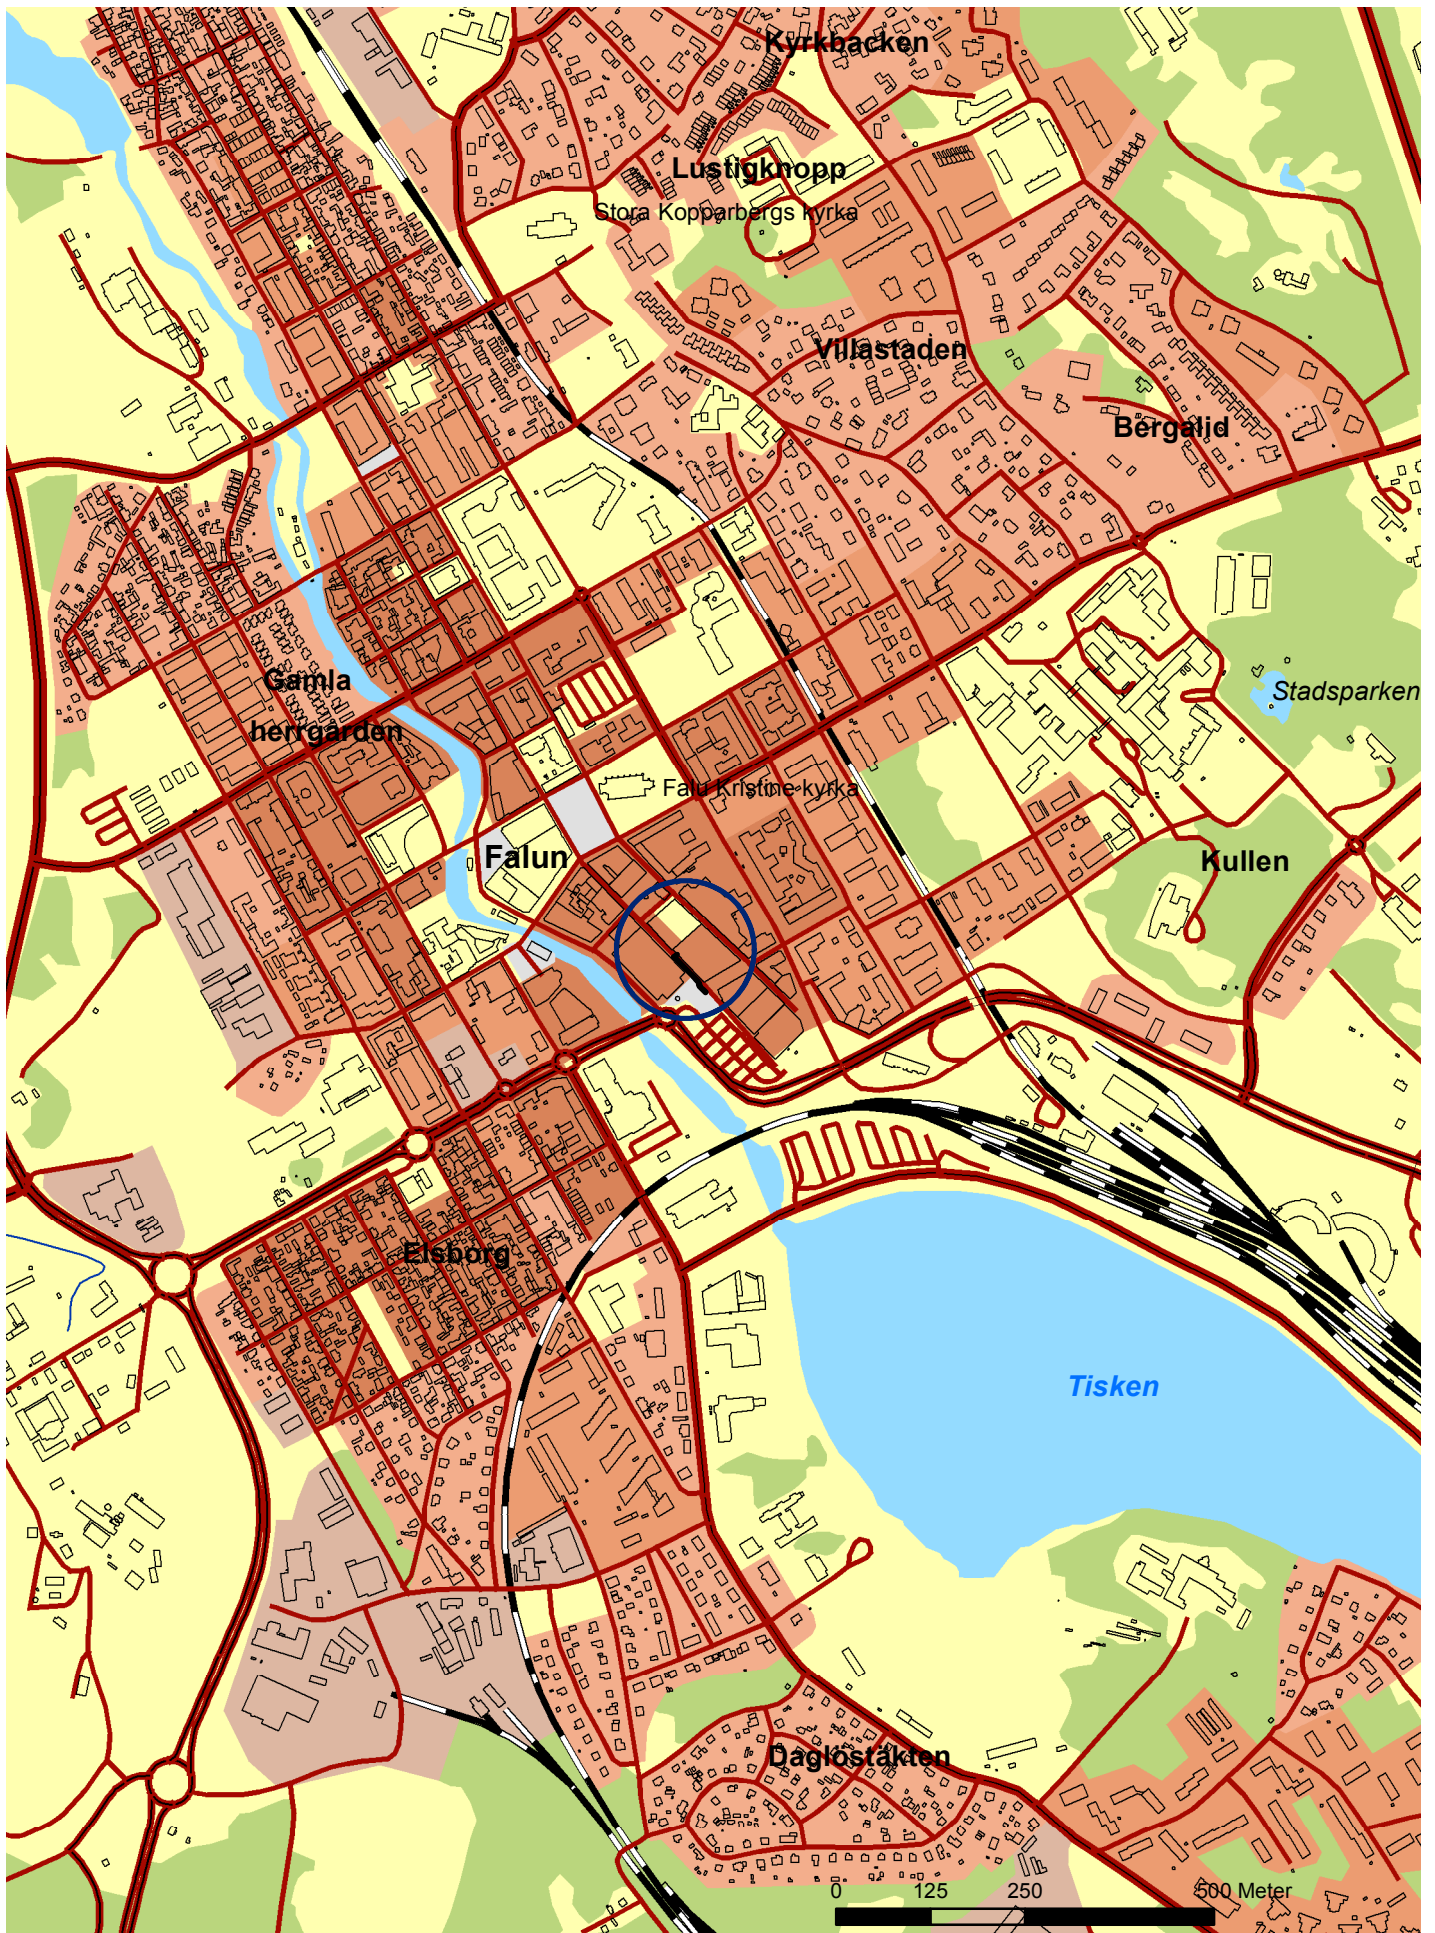 Kyrkbacken
Lustigknopp
Stora Kopparbergs kyrka
Villastaden
Bergalid
Gamla
herrgården
Stadsparken
Falu Kristine kyrka
Falun
Kullen
Elsborg
Tisken
Daglöstäkten
0 125 250 500 Meter